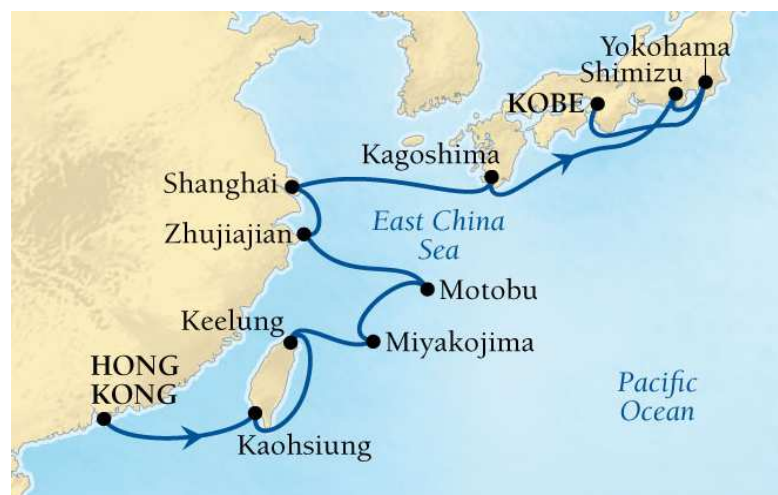 Yokohama
Shimizu
KOBE
Kagoshima
Shanghai
Zhujiajian
East China
Sea
Motobu
Keelung
Miyakojima
HONG
KONG
Pacific
Ocean
Kaohsiung